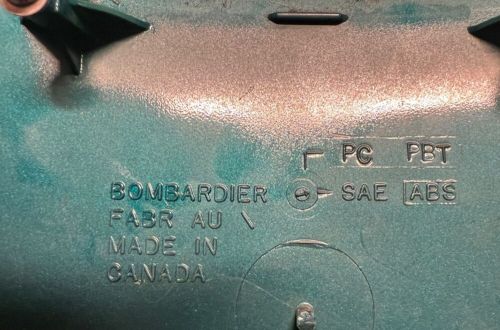 PC PBT
BOMBARDIER SAE ABS
FABR AU \
MADE IN
CANADA